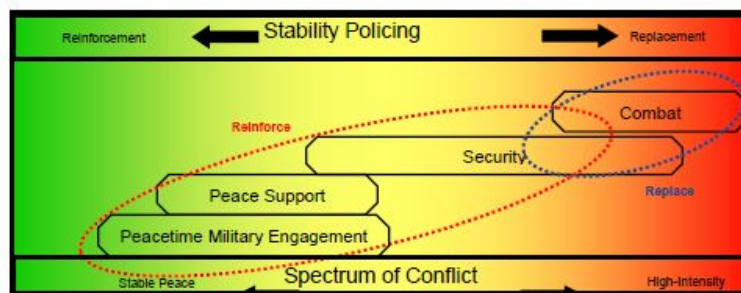 Reinforcement Stability Policing Replacement
Combat
Reinforce
Security
Peace Support
Replace
Peacetime Military Engagement
Spectrum of Conflict
Stable Peace High-Intensity